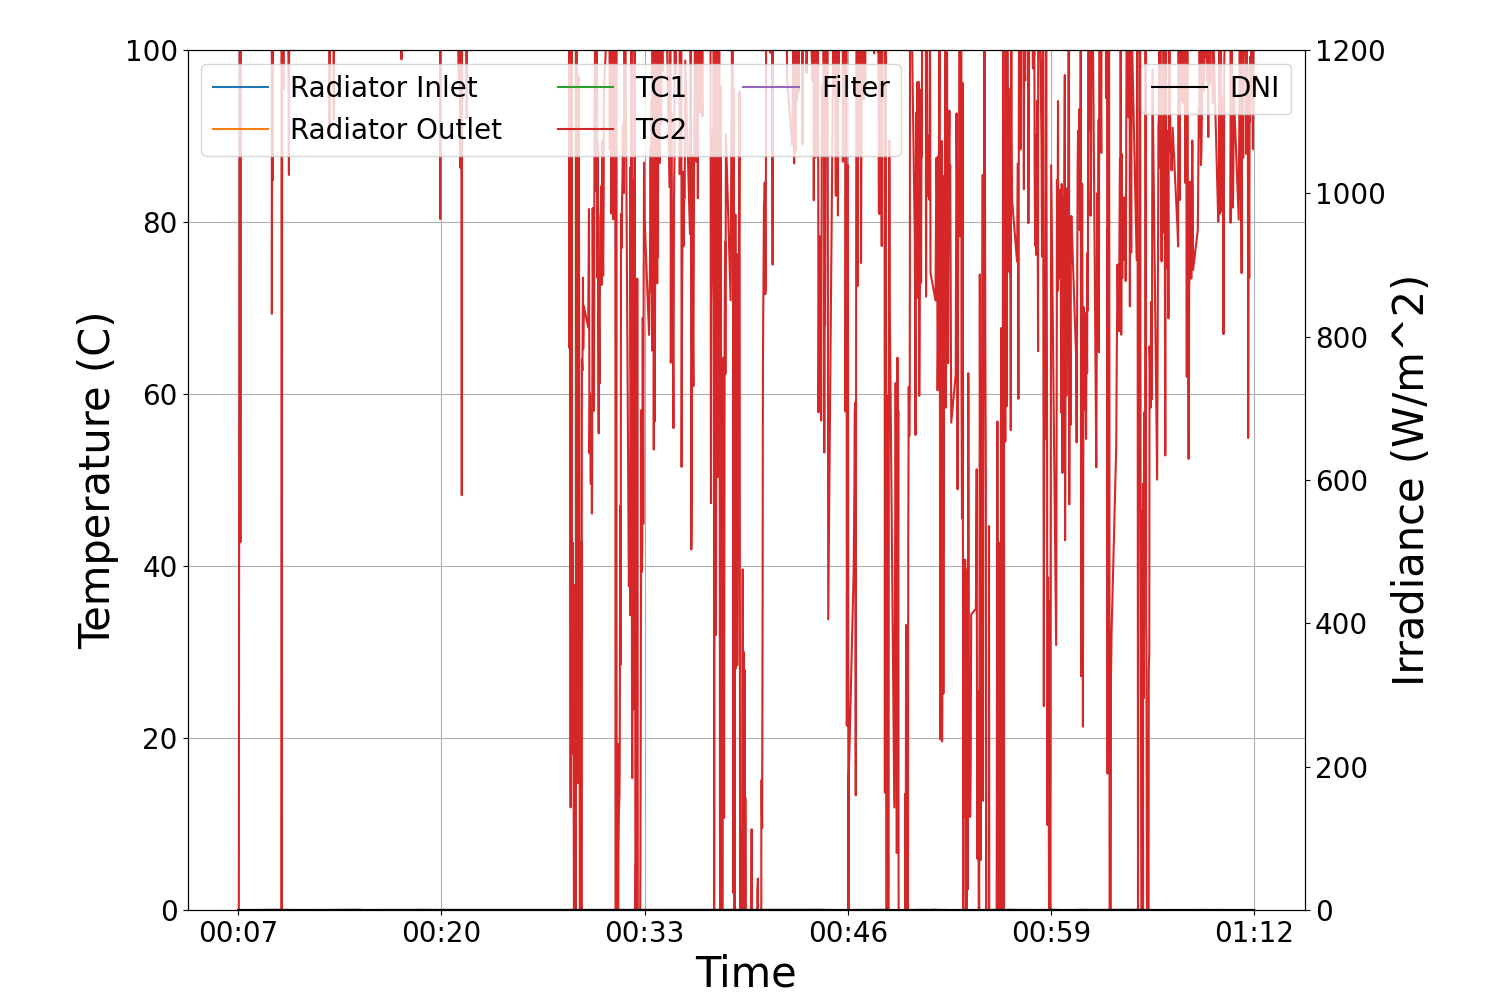 100
80
60
40
20
0
Temperature (C)
Radiator Inlet
Radiator Outlet
TC1
TC2
Filter
DNI
1200
1000
800
600
400
200
0
Irradiance (W/m^2)
00:07 00:20 00:33 00:46 00:59 01:12
Time